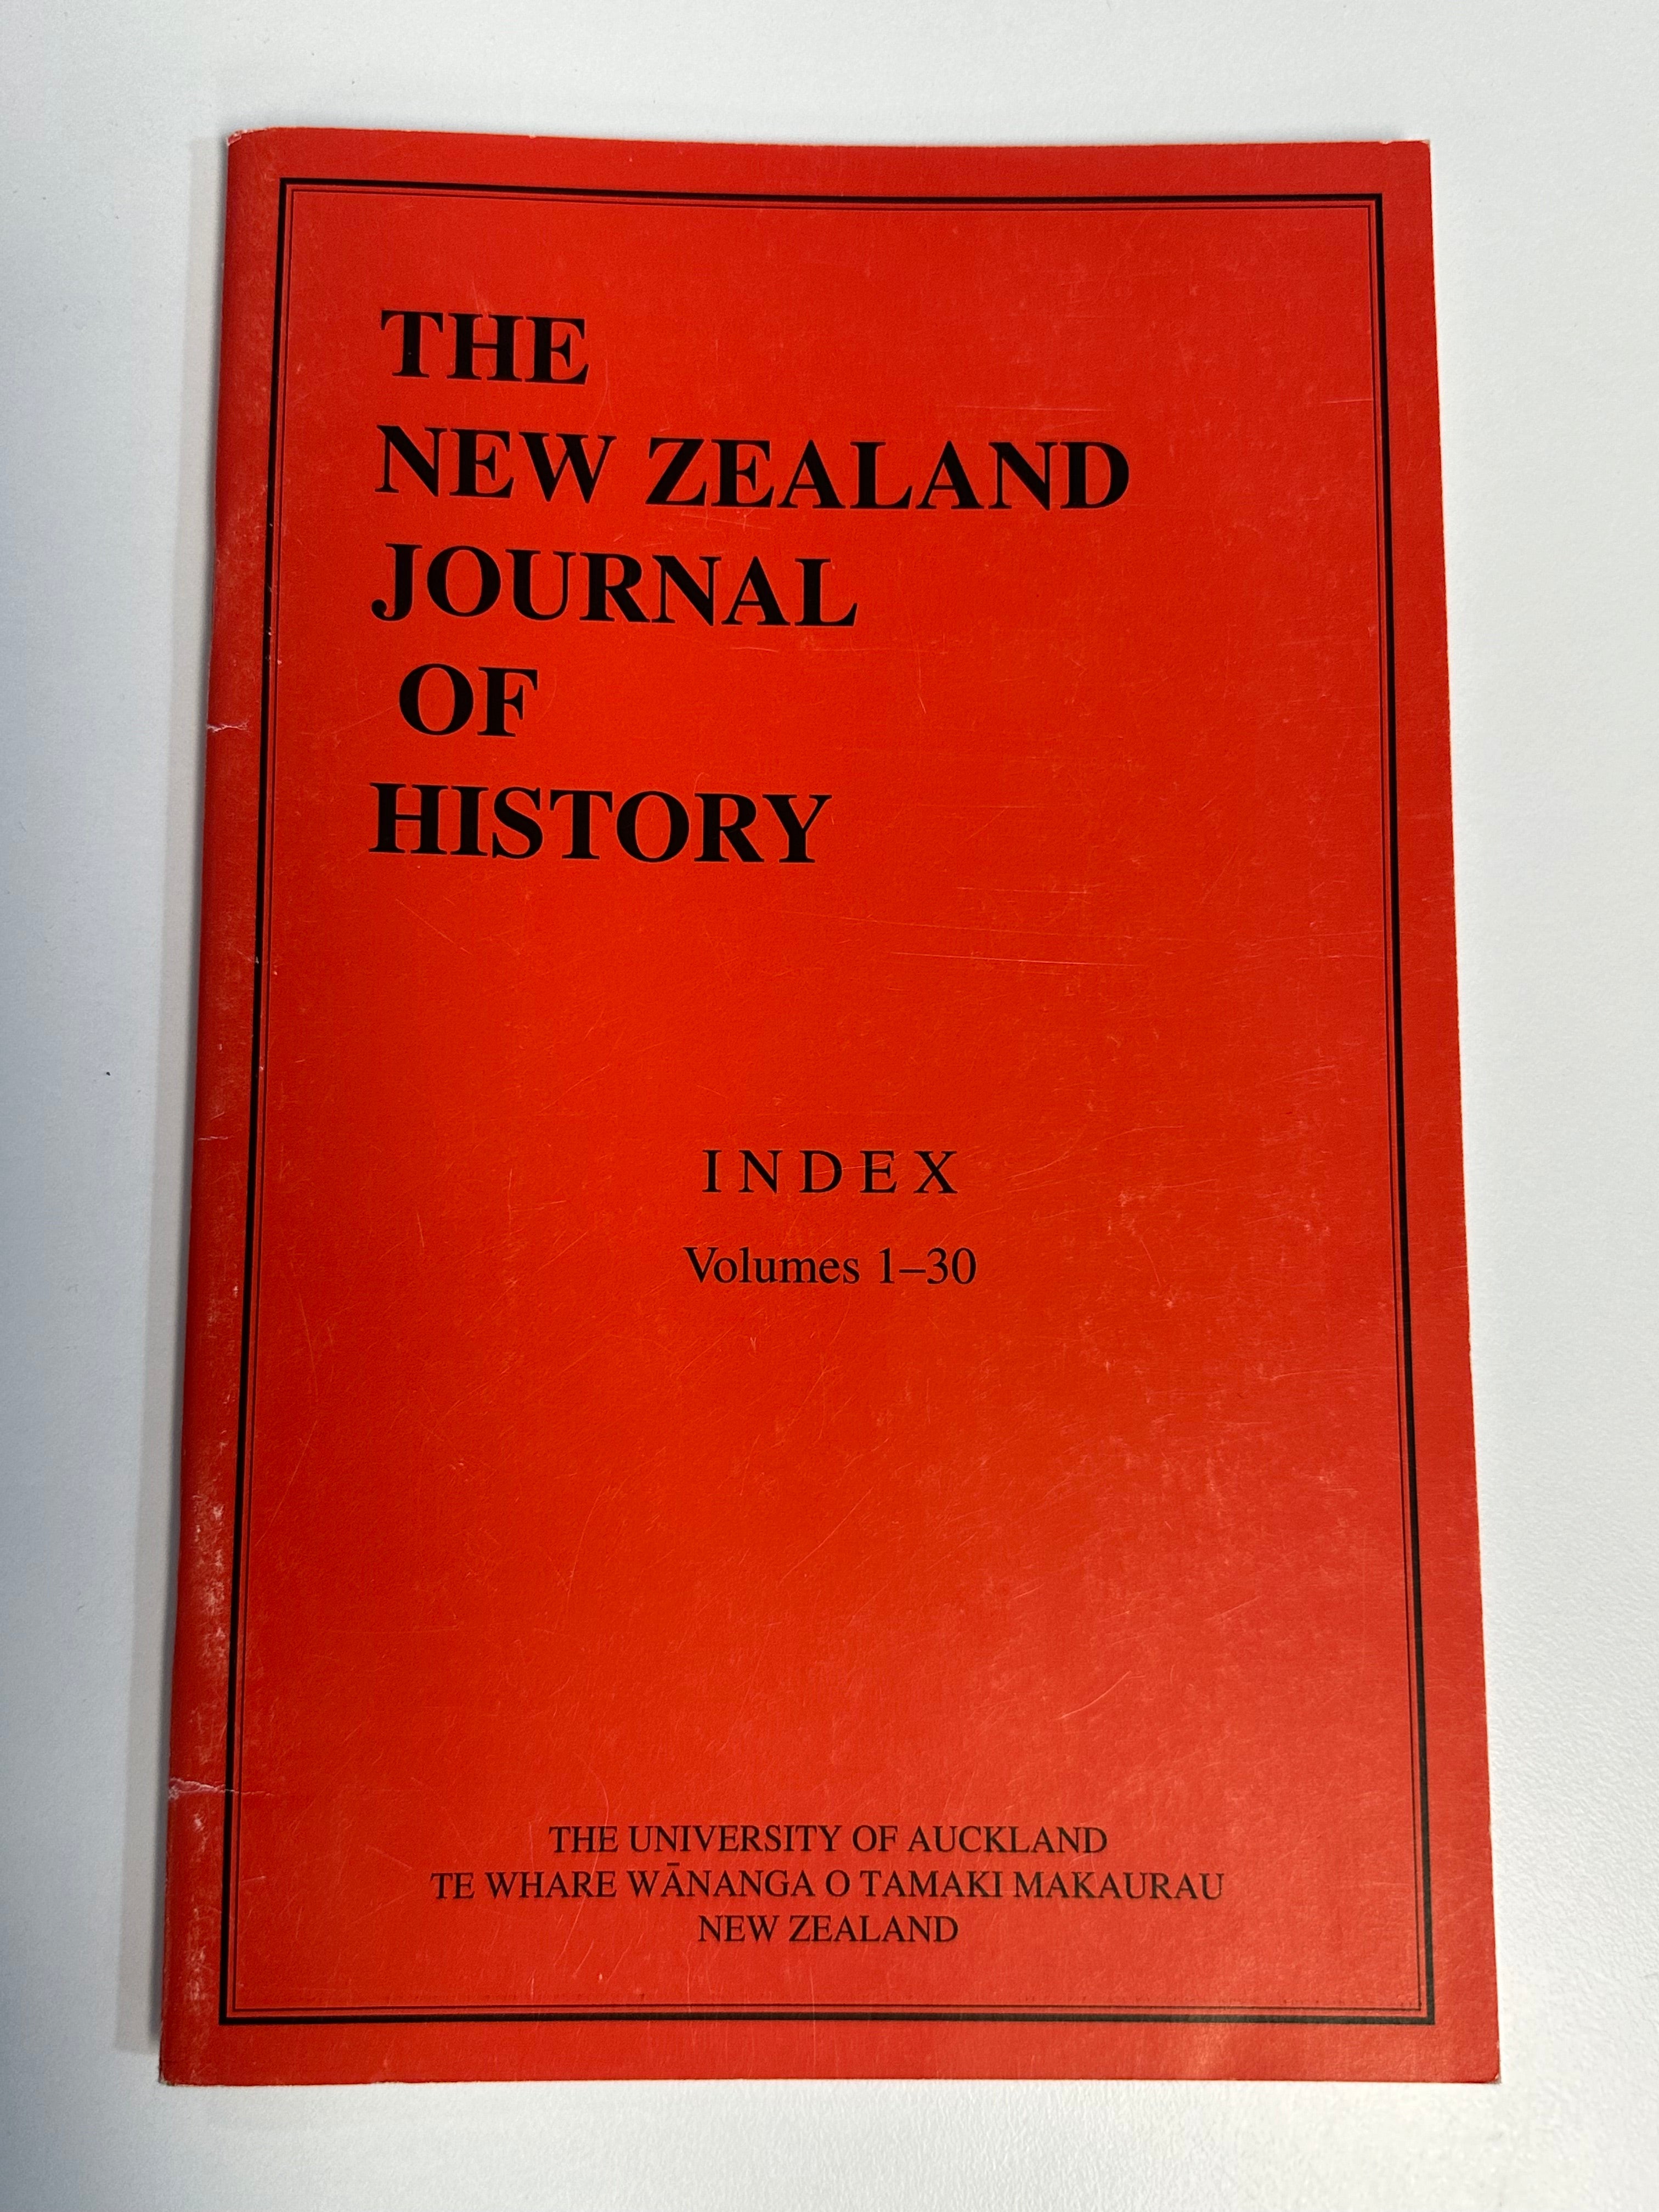 THE
NEW ZEALAND
JOURNAL
OF
HISTORY
INDEX
Volumes 1–30
THE UNIVERSITY OF AUCKLAND
TE WHARE WĀNANGA O TAMAKI MAKAURAU
NEW ZEALAND